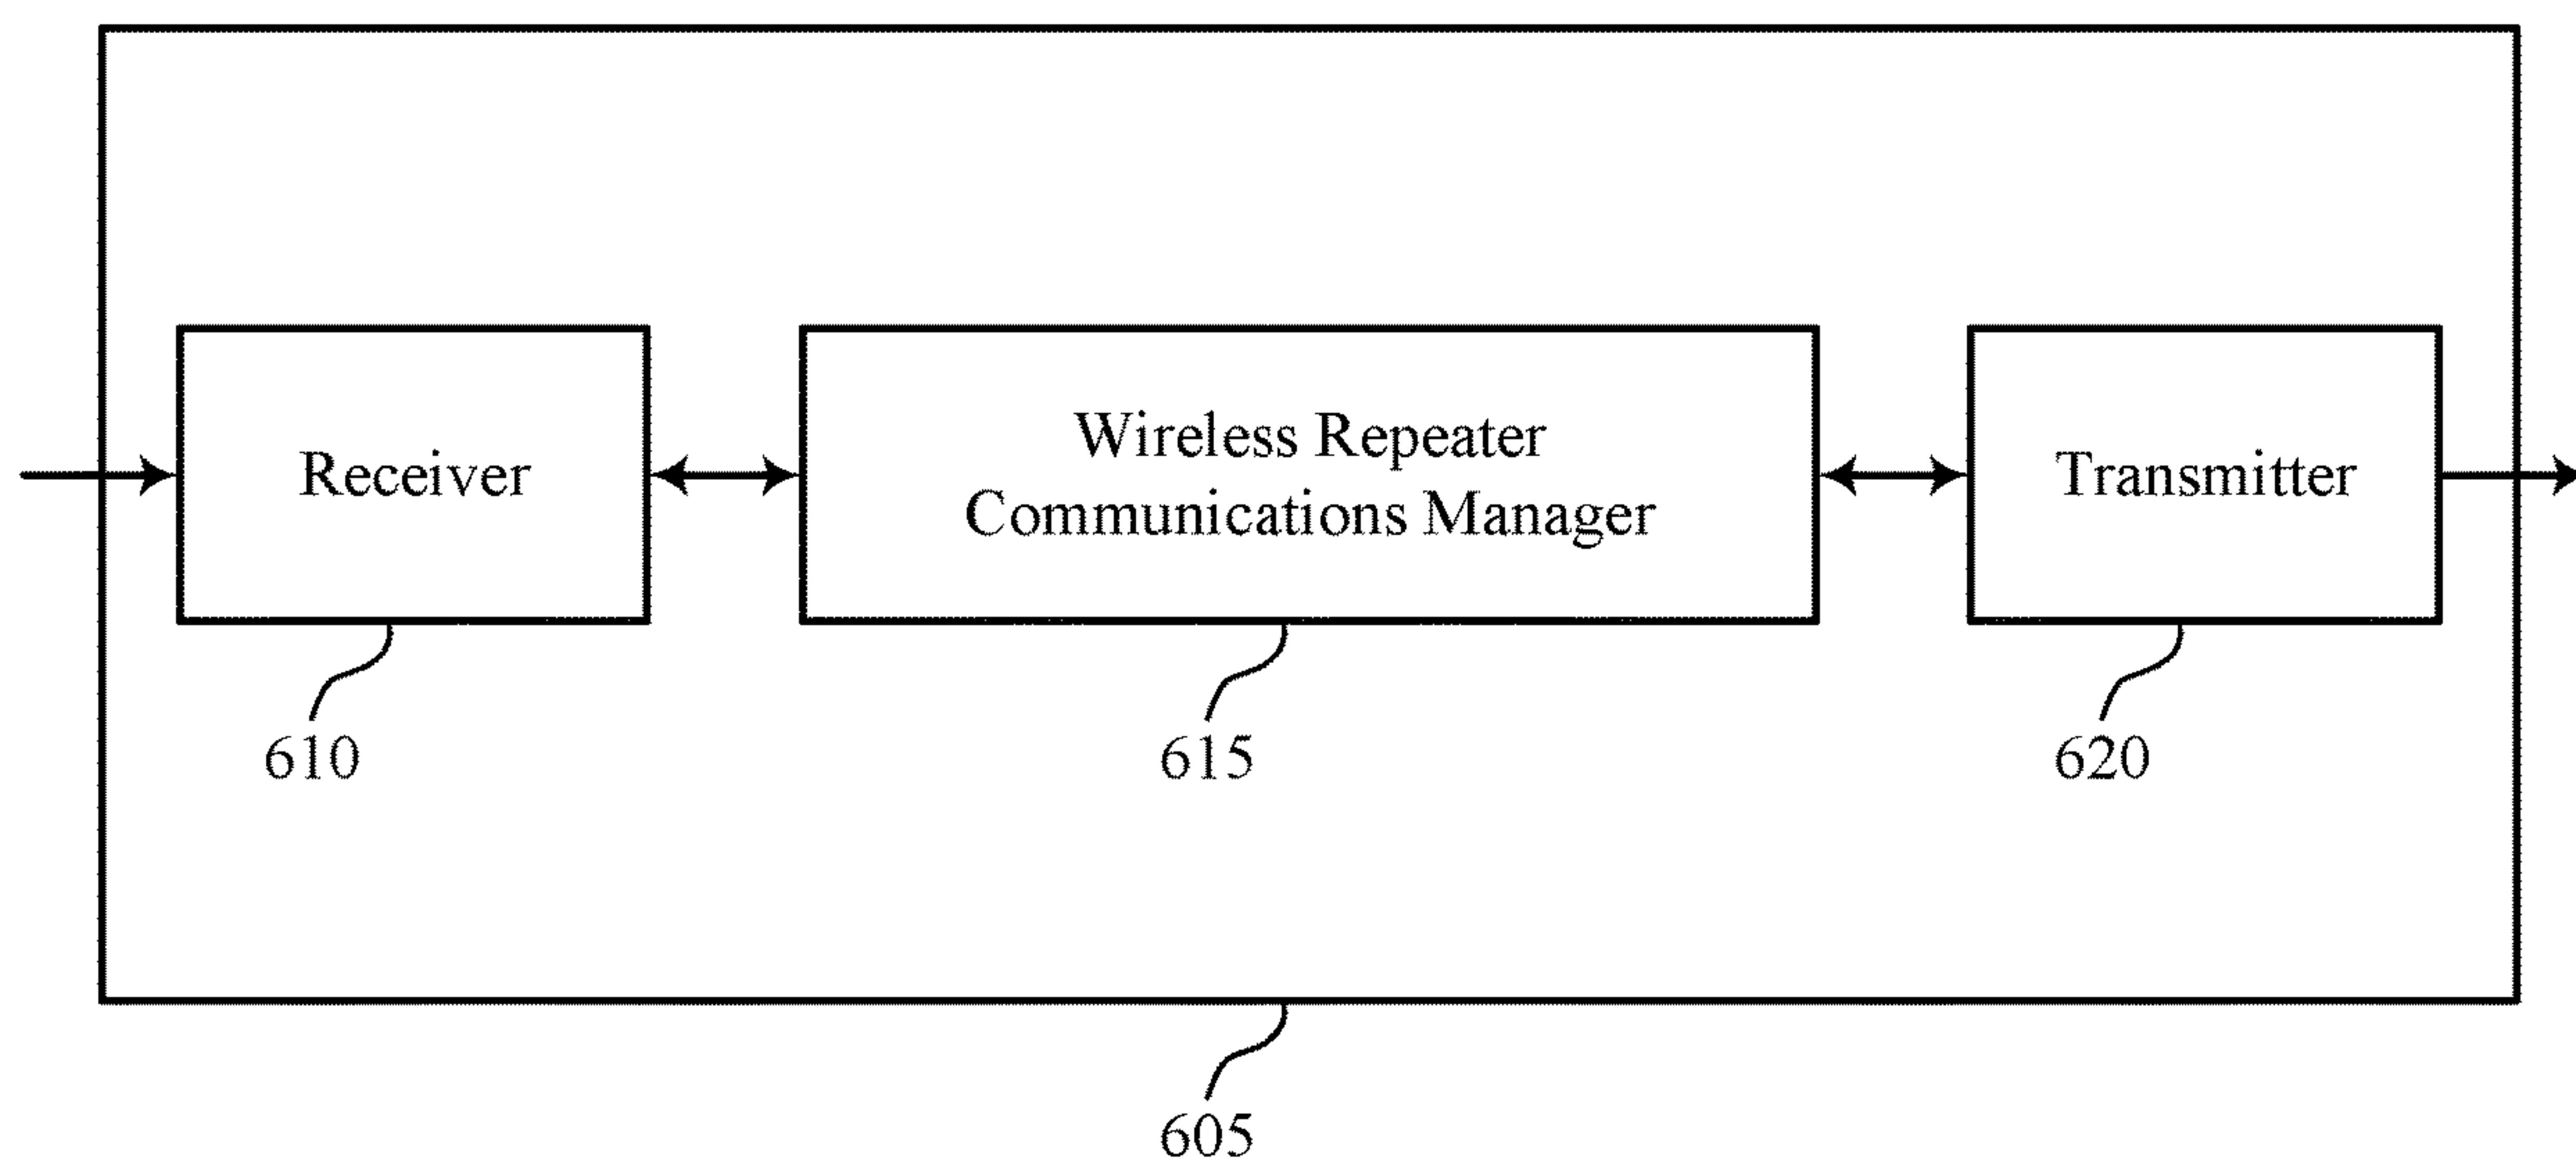 Receiver
Wireless Repeater
Communications Manager
Transmitter
610
615
620
605